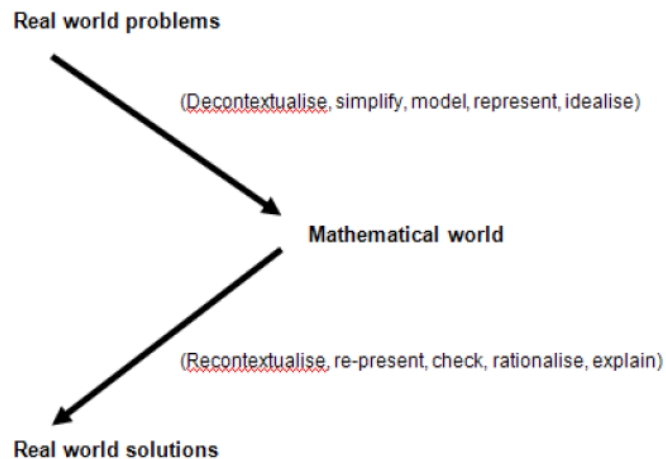 Real world problems
(Decontextualise, simplify, model, represent, idealise)
Mathematical world
(Recontextualise, re-present, check, rationalise, explain)
Real world solutions